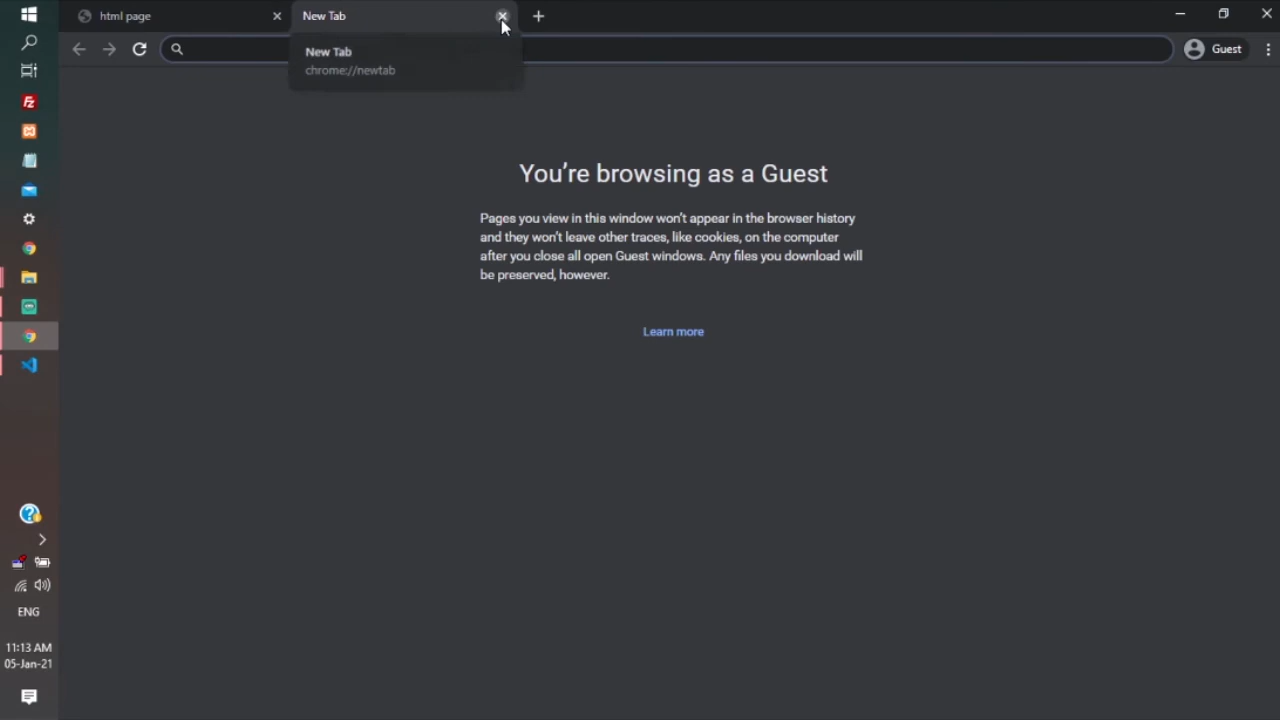 html page
New Tab
Guest
New Tab
chrome://newtab
You're browsing as a Guest
Pages you view in this window won't appear in the browser history
and they won't leave other traces, like cookies, on the computer
after you close all open Guest windows. Any files you download will
be preserved, however.
Learn more
ENG
11:13 AM
05-Jan-21